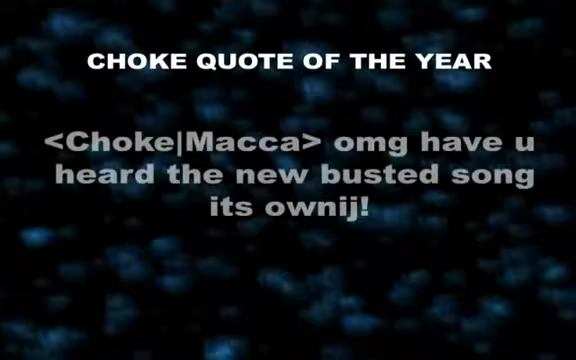 CHOKE QUOTE OF THE YEAR
<Choke|Macca> omg have u
heard the new busted song
its ownij!